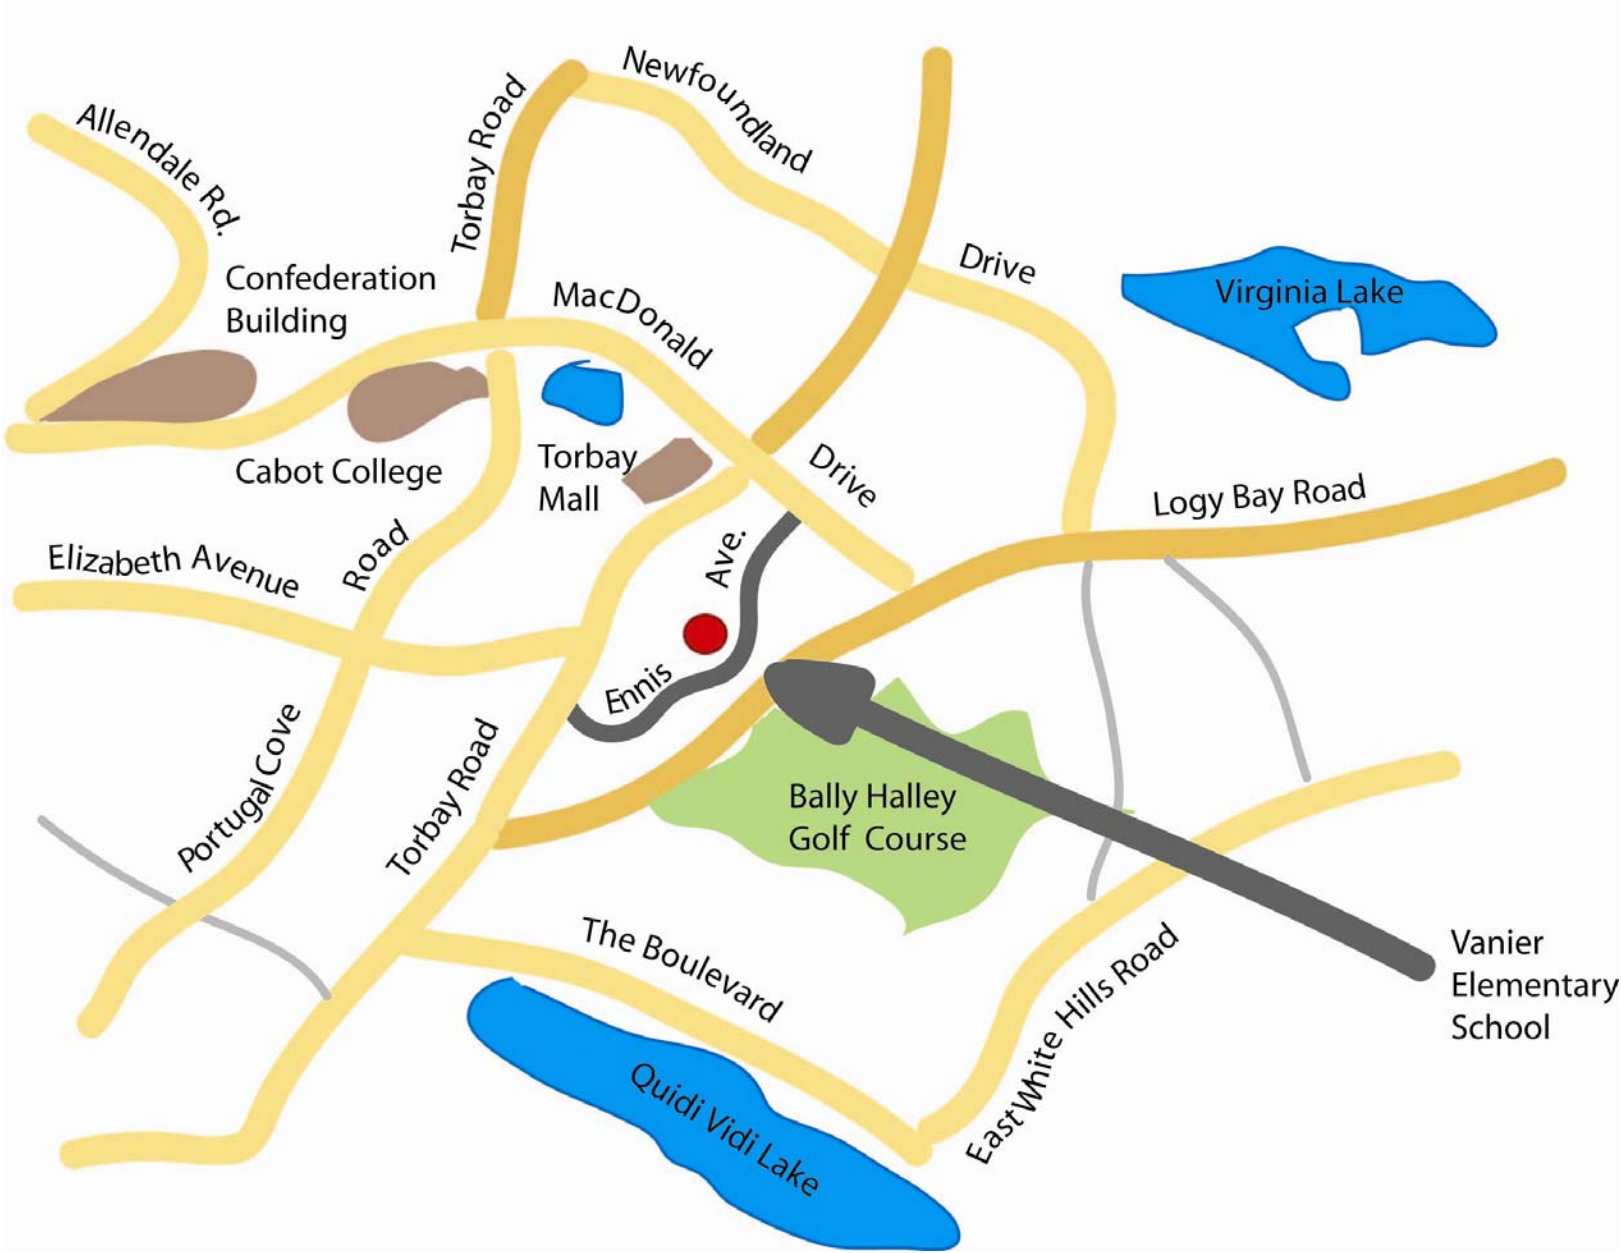 Newfoundland
Allendale Rd.
Torbay Road
Drive
Confederation
Building
MacDonald
Virginia Lake
Cabot College
Torbay
Mall
Drive
Logy Bay Road
Elizabeth Avenue
Road
Ave.
Ennis
Portugal Cove
Torbay Road
Bally Halley
Golf Course
The Boulevard
Vanier
Elementary
School
East White Hills Road
Quidi Vidi Lake